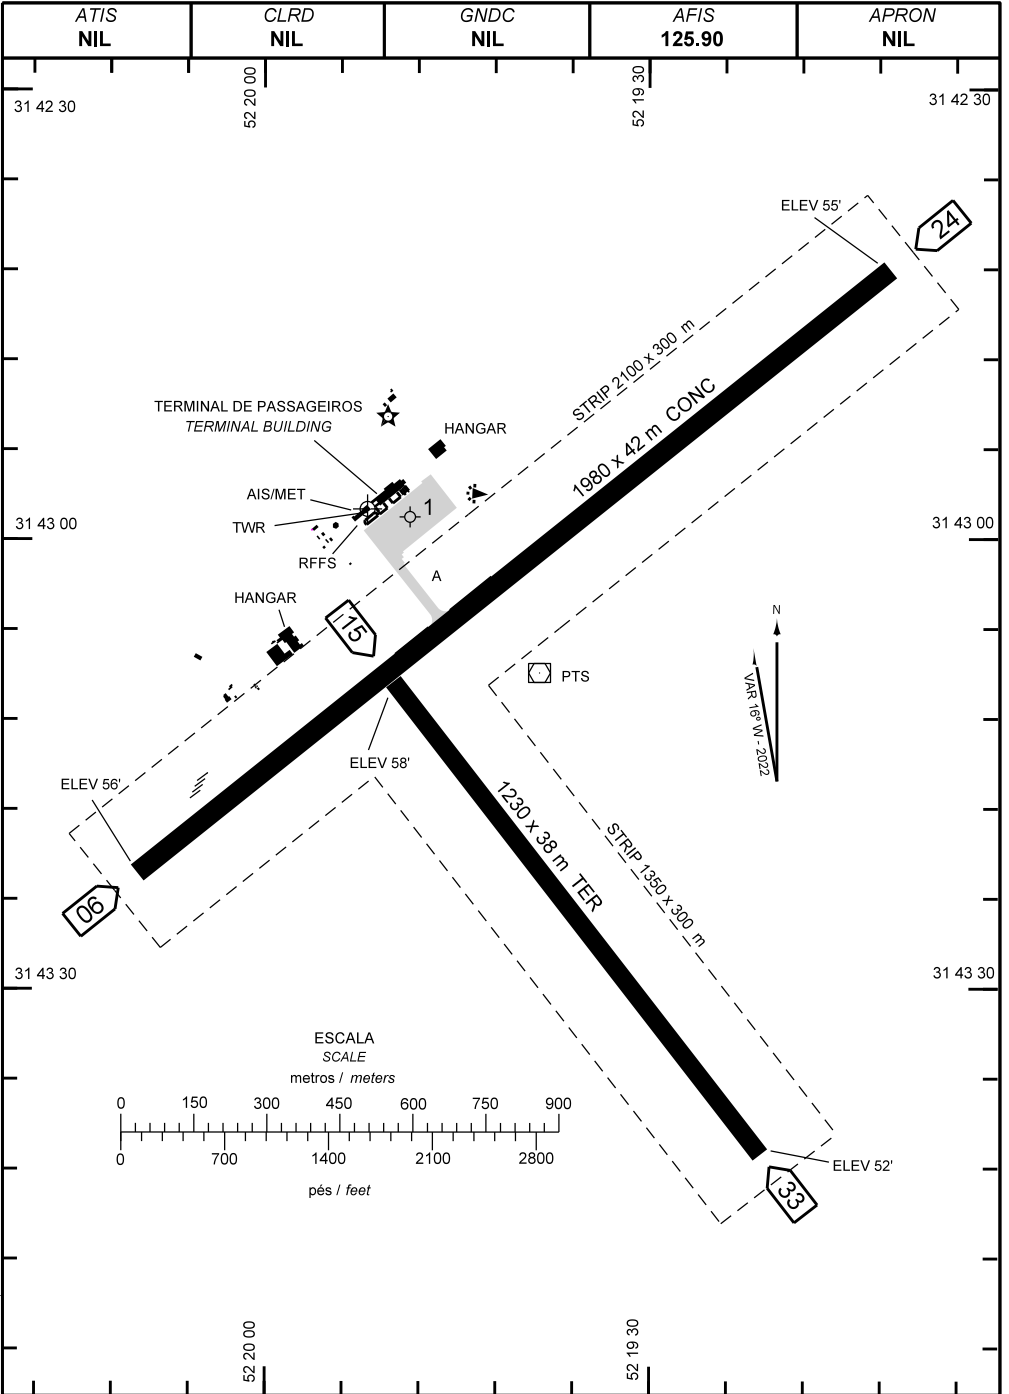 ATIS
NIL
CLRD
NIL
GNDC
NIL
AFIS
125.90
APRON
NIL
52 20 00
52 19 30
31 42 30
31 42 30
ELEV 55'
24
STRIP 2100 x 300 m
1980 x 42 m CONC
TERMINAL DE PASSAGEIROS
TERMINAL BUILDING
HANGAR
AIS/MET
1
TWR
31 43 00
31 43 00
RFFS
A
HANGAR
15
N
VAR 16° W - 2022
PTS
ELEV 58'
ELEV 56'
1230 x 38 m TER
STRIP 1350 x 300 m
06
31 43 30
31 43 30
ESCALA
SCALE
metros / meters
0 150 300 450 600 750 900
0 700 1400 2100 2800
pés / feet
ELEV 52'
33
52 20 00
52 19 30